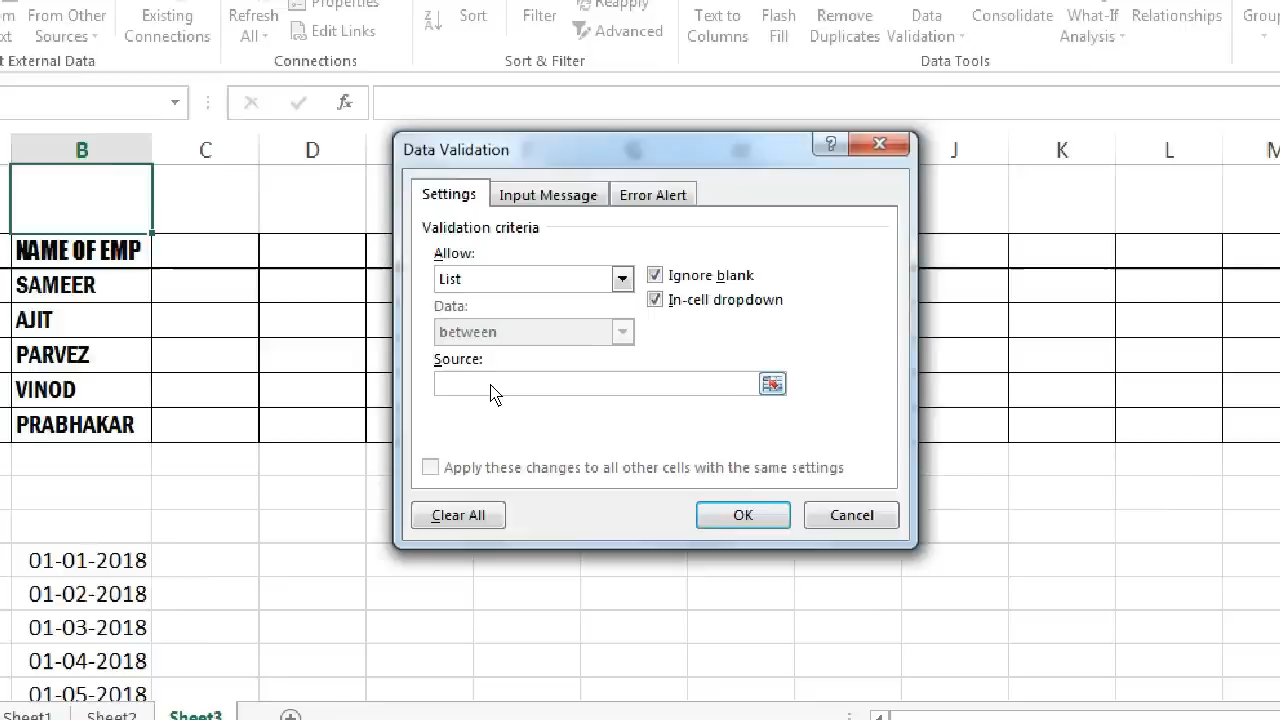 From Other
Sources
Existing
Connections
Refresh
All
Properties
Edit Links
Sort
Filter
Reapply
Advanced
Text to
Columns
Flash
Fill
Remove
Duplicates
Data
Validation
Consolidate
What-If
Analysis
Relationships
Grou
External Data
Connections
Sort & Filter
Data Tools
fx
B C D J K L M
Data Validation
?
Settings Input Message Error Alert
Validation criteria
Allow:
List
Ignore blank
Data:
In-cell dropdown
between
Source:
Apply these changes to all other cells with the same settings
Clear All OK Cancel
NAME OF EMP
SAMEER
AJIT
PARVEZ
VINOD
PRABHAKAR
01-01-2018
01-02-2018
01-03-2018
01-04-2018
01-05-2018
Sheet1 Sheet2 Sheet3